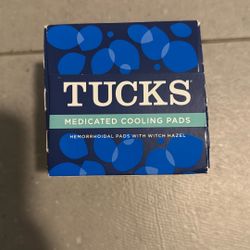 TUCKS
MEDICATED COOLING PADS
HEMORRHOIDAL PADS WITH WITCH HAZEL